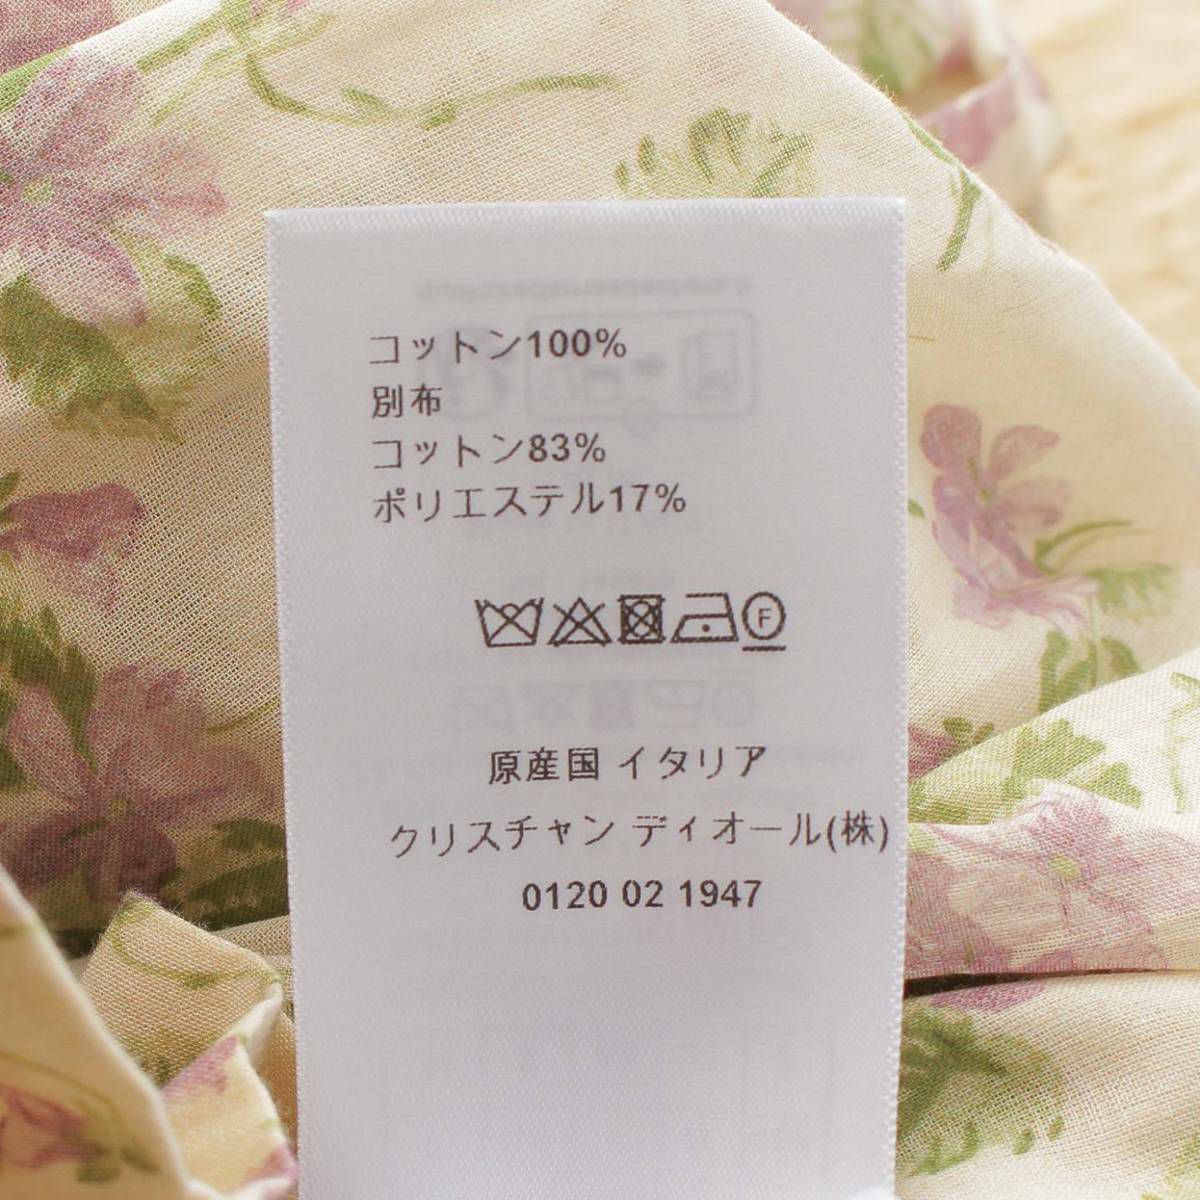 コットン100%
別布
コットン83%
ポリエステル17%
F
原産国 イタリア
クリスチャン ディオール(株)
0120 02 1947